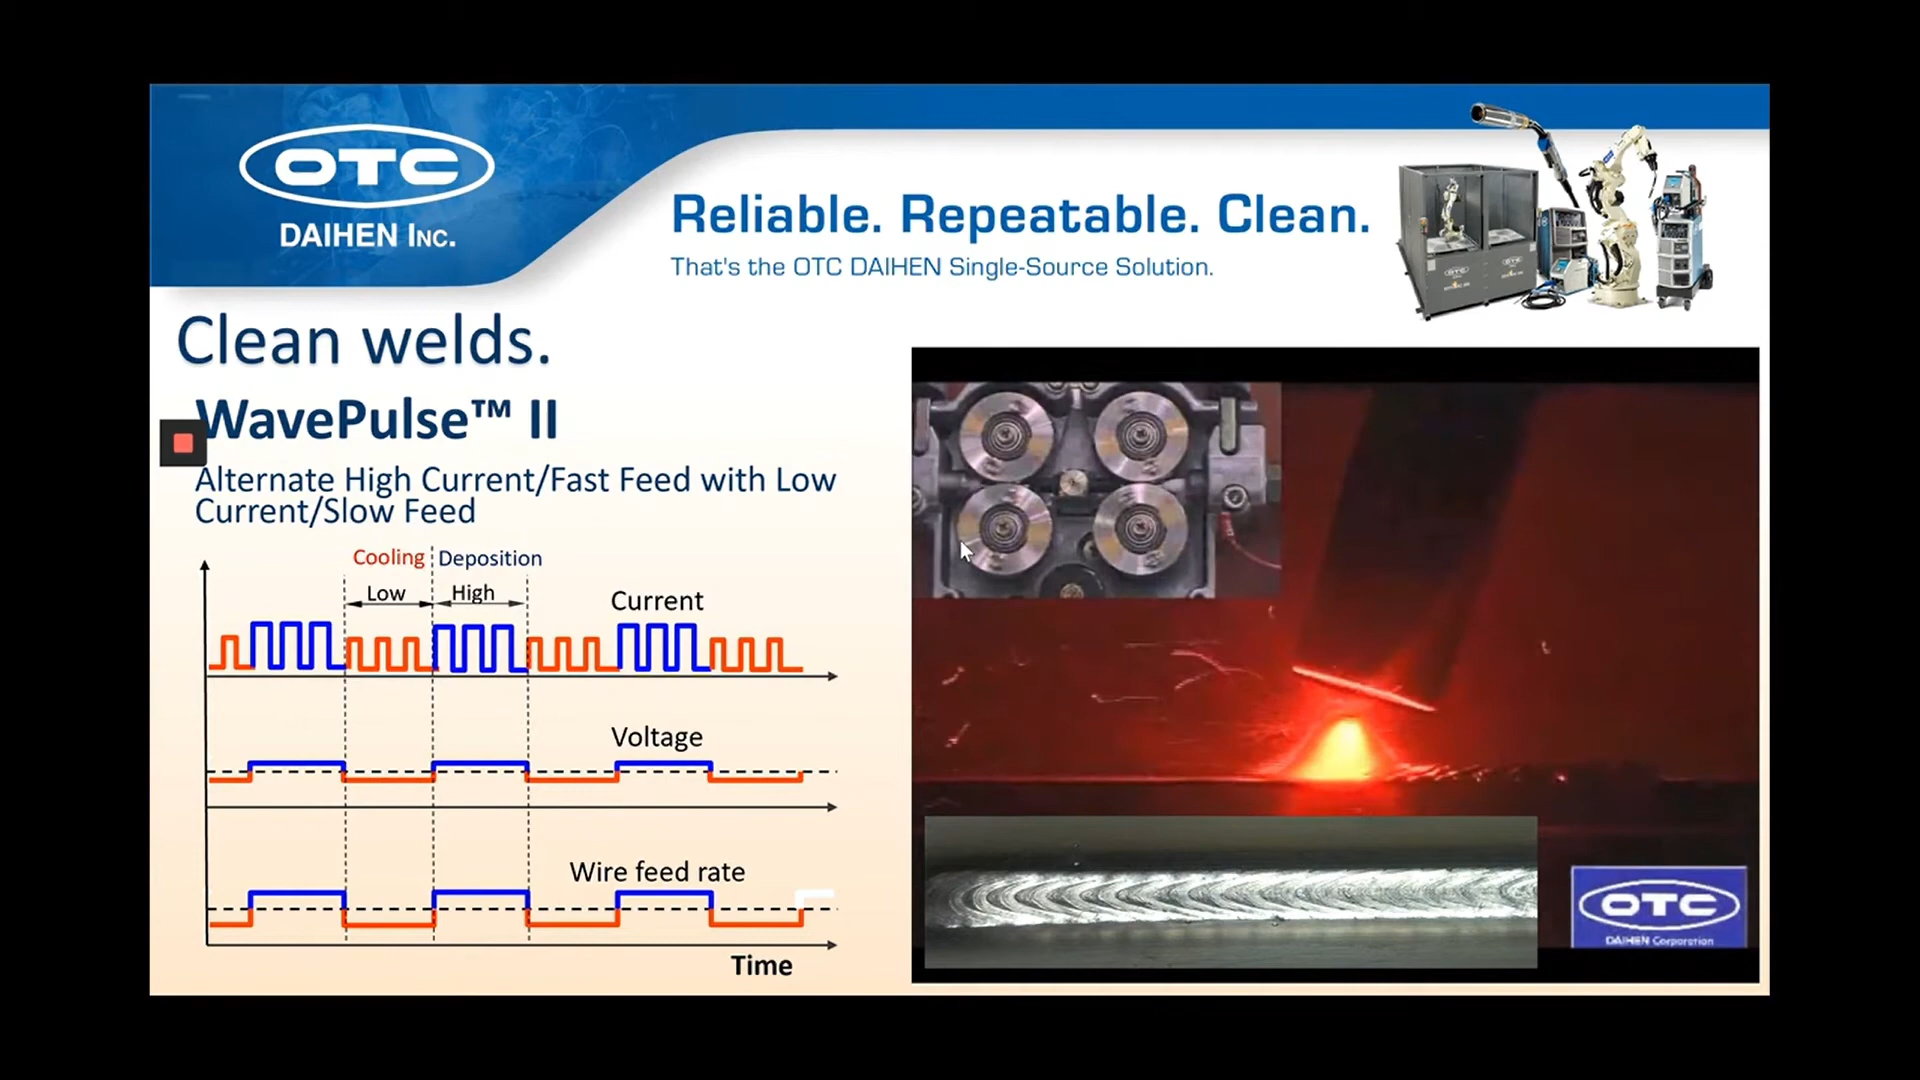 OTC
DAIHEN INC.
Reliable. Repeatable. Clean.
That's the OTC DAIHEN Single-Source Solution.
Clean welds.
WavePulse™ II
Alternate High Current/Fast Feed with Low
Current/Slow Feed
Cooling Deposition
Low High
Current
Voltage
Wire feed rate
Time
OTC
DAIHEN Corporation